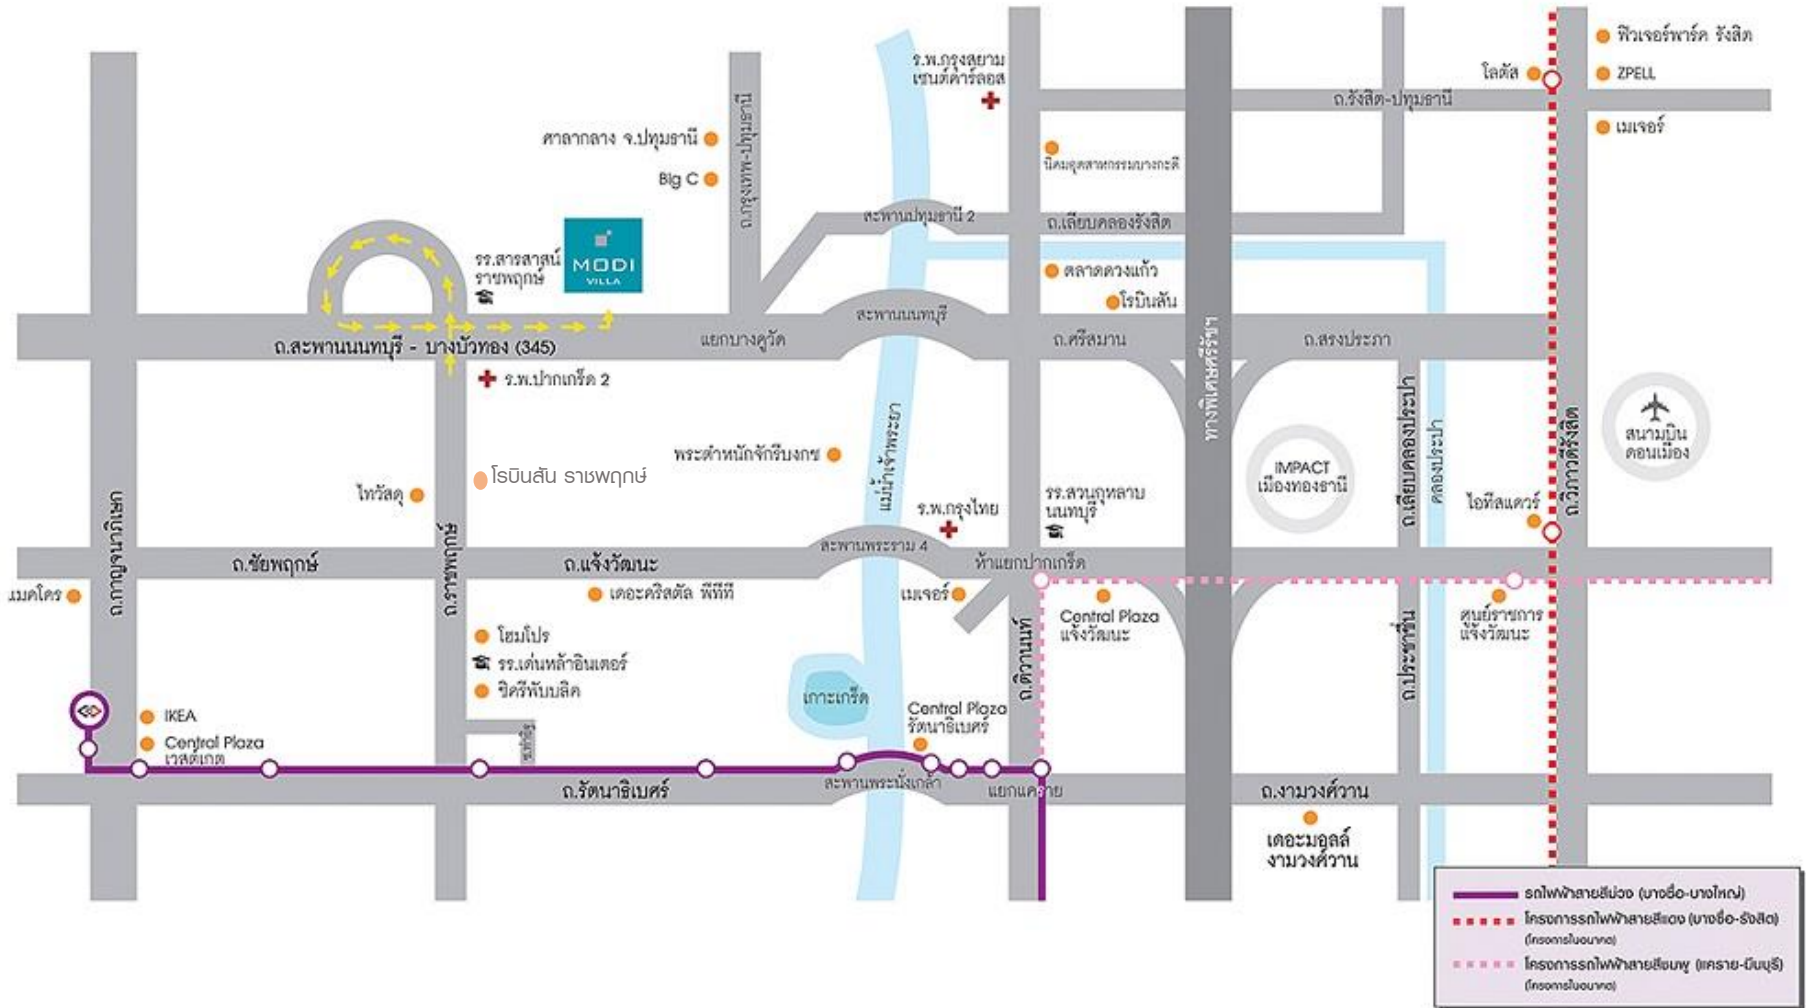 ฟิวเจอร์พาร์ค รังสิต
โลตัส
ZPELL
ร.พ.กรุงสยาม
เซนต์คาร์ลอส
ถ.รังสิต-ปทุมธานี
เมเจอร์
ศาลากลาง จ.ปทุมธานี
Big C
ถ.กรุงเทพ-ปทุมธานี
นิคมอุตสาหกรรมบางกะดี
สะพานปทุมธานี 2
ถ.เลียบคลองรังสิต
รร.สารสาสน์
ราชพฤกษ์
MODI
VILLA
ตลาดดวงแก้ว
โรบินสัน
สะพานนนทบุรี
ถ.สะพานนนทบุรี - บางบัวทอง (345)
แยกบางคูวัด
ถ.ศรีสมาน
ถ.สรงประภา
ทางพิเศษศรีรัชฯ
ร.พ.ปากเกร็ด 2
ถ.เลียบคลองประปา
คลองประปา
ถ.วิภาวดีรังสิต
สนามบิน
ดอนเมือง
แม่น้ำเจ้าพระยา
พระตำหนักจักรีบงกช
โรบินสัน ราชพฤกษ์
ไทวัสดุ
IMPACT
เมืองทองธานี
รร.สวนกุหลาบ
นนทบุรี
ร.พ.กรุงไทย
ไอทีสแควร์
ถ.กาญจนาภิเษก
ถ.ราชพฤกษ์
สะพานพระราม 4
ถ.ชัยพฤกษ์
ถ.แจ้งวัฒนะ
ห้าแยกปากเกร็ด
แมคโคร
เดอะคริสตัล พีทีที
เมเจอร์
Central Plaza
แจ้งวัฒนะ
ศูนย์ราชการ
แจ้งวัฒนะ
โฮมโปร
รร.เด่นหล้าอินเตอร์
ชิครีพับบลิค
ถ.ติวานนท์
ถ.ประชาชื่น
เกาะเกร็ด
Central Plaza
รัตนาธิเบศร์
IKEA
Central Plaza
เวสต์เกต
สะพานพระนั่งเกล้า
ถ.รัตนาธิเบศร์
แยกแคราย
ถ.งามวงศ์วาน
เดอะมอลล์
งามวงศ์วาน
รถไฟฟ้าสายสีม่วง (บางซื่อ-บางใหญ่)
โครงการรถไฟฟ้าสายสีแดง (บางซื่อ-รังสิต)
(โครงการในอนาคต)
โครงการรถไฟฟ้าสายสีชมพู (แคราย-มีนบุรี)
(โครงการในอนาคต)